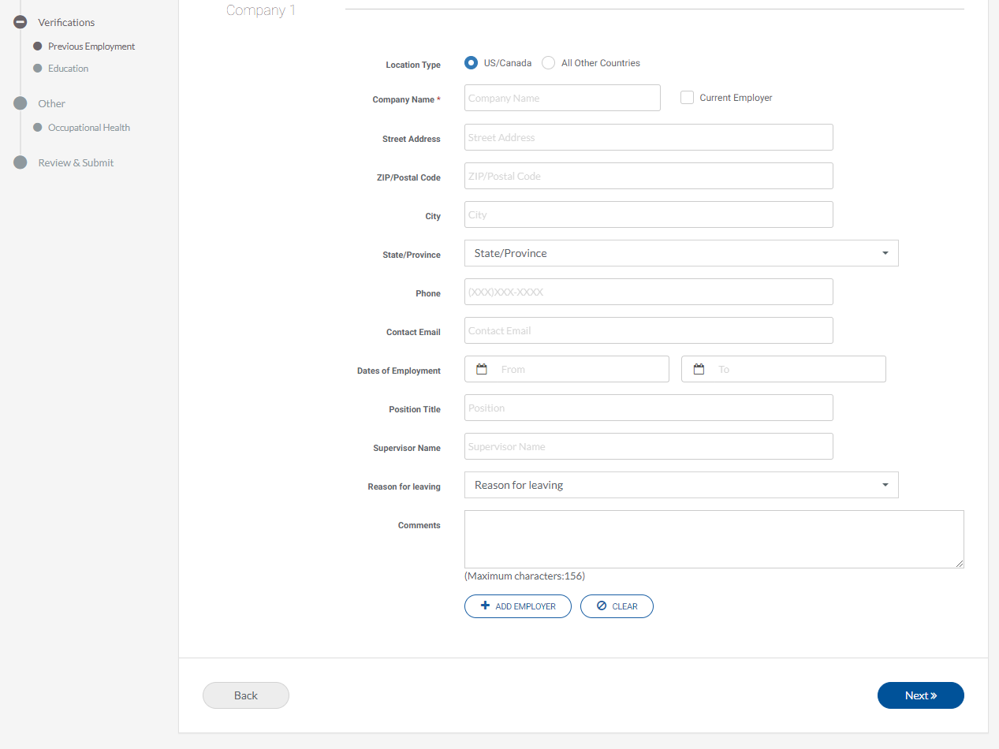 Verifications
Previous Employment
Education
Other
Occupational Health
Review & Submit
Company 1
Location Type US/Canada All Other Countries
Company Name * Company Name Current Employer
Street Address Street Address
ZIP/Postal Code ZIP/Postal Code
City City
State/Province State/Province
Phone (XXX)XXX-XXXX
Contact Email Contact Email
Dates of Employment From To
Position Title Position
Supervisor Name Supervisor Name
Reason for leaving Reason for leaving
Comments
(Maximum characters:156)
ADD EMPLOYER CLEAR
Back Next »